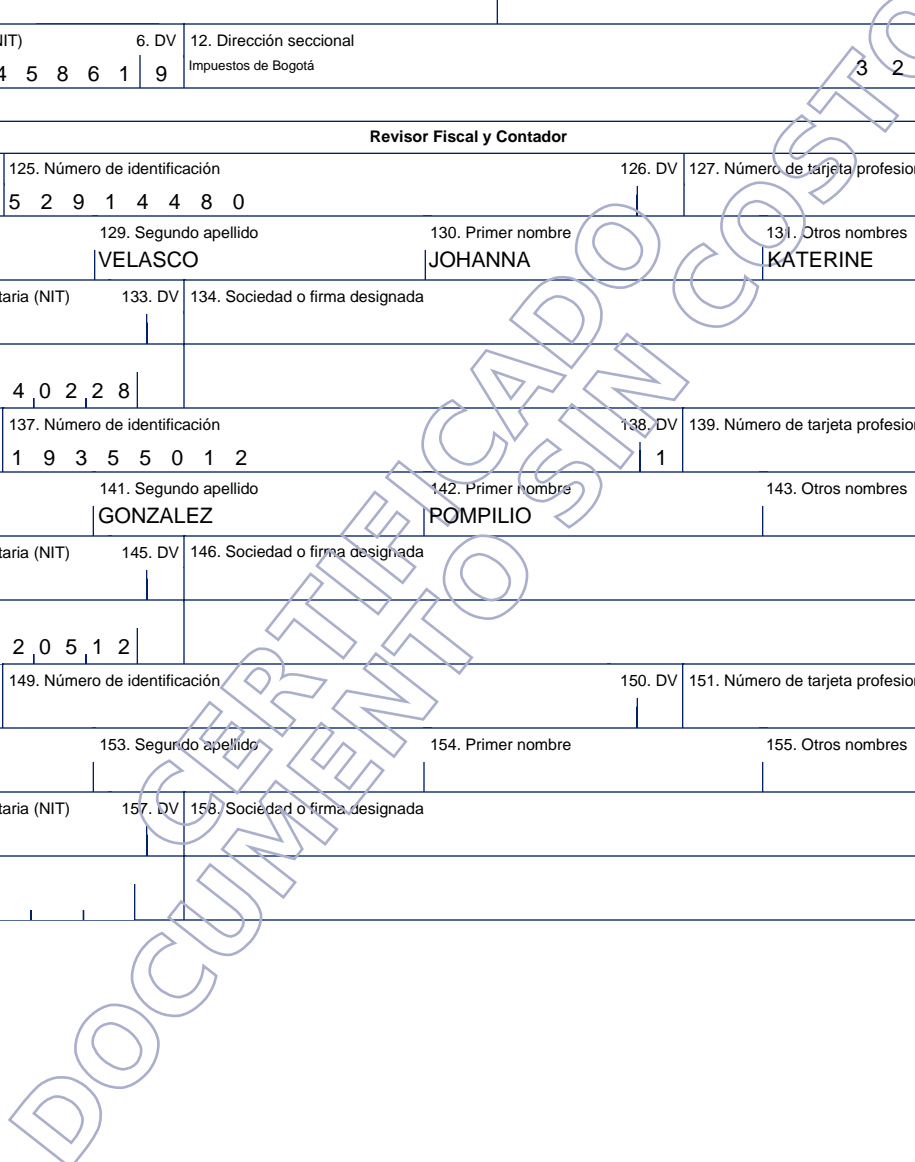 IT) 6. DV 12. Dirección seccional
4 5 8 6 1 9 Impuestos de Bogotá 3 2
Revisor Fiscal y Contador
125. Número de identificación 126. DV 127. Número de tarjeta profesion
5 2 9 1 4 4 8 0
129. Segundo apellido 130. Primer nombre 131. Otros nombres
VELASCO JOHANNA KATERINE
taria (NIT) 133. DV 134. Sociedad o firma designada
4 0 2 2 8
137. Número de identificación 138. DV 139. Número de tarjeta profesion
1 9 3 5 5 0 1 2 1
141. Segundo apellido 142. Primer nombre 143. Otros nombres
GONZALEZ POMPILIO
taria (NIT) 145. DV 146. Sociedad o firma designada
2 0 5 1 2
149. Número de identificación 150. DV 151. Número de tarjeta profesion
153. Segundo apellido 154. Primer nombre 155. Otros nombres
taria (NIT) 157. DV 158. Sociedad o firma designada
CERTIFICADO
DOCUMENTO SIN COSTO